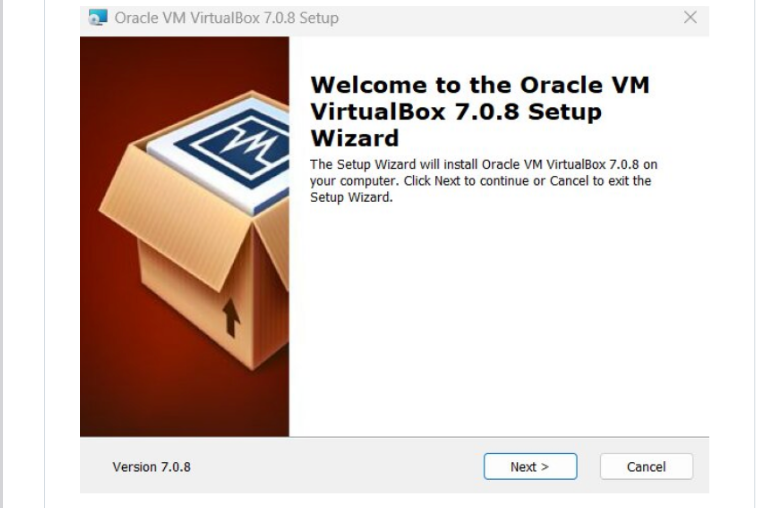 Oracle VM VirtualBox 7.0.8 Setup
Welcome to the Oracle VM
VirtualBox 7.0.8 Setup
Wizard
The Setup Wizard will install Oracle VM VirtualBox 7.0.8 on
your computer. Click Next to continue or Cancel to exit the
Setup Wizard.
Version 7.0.8
Next >
Cancel